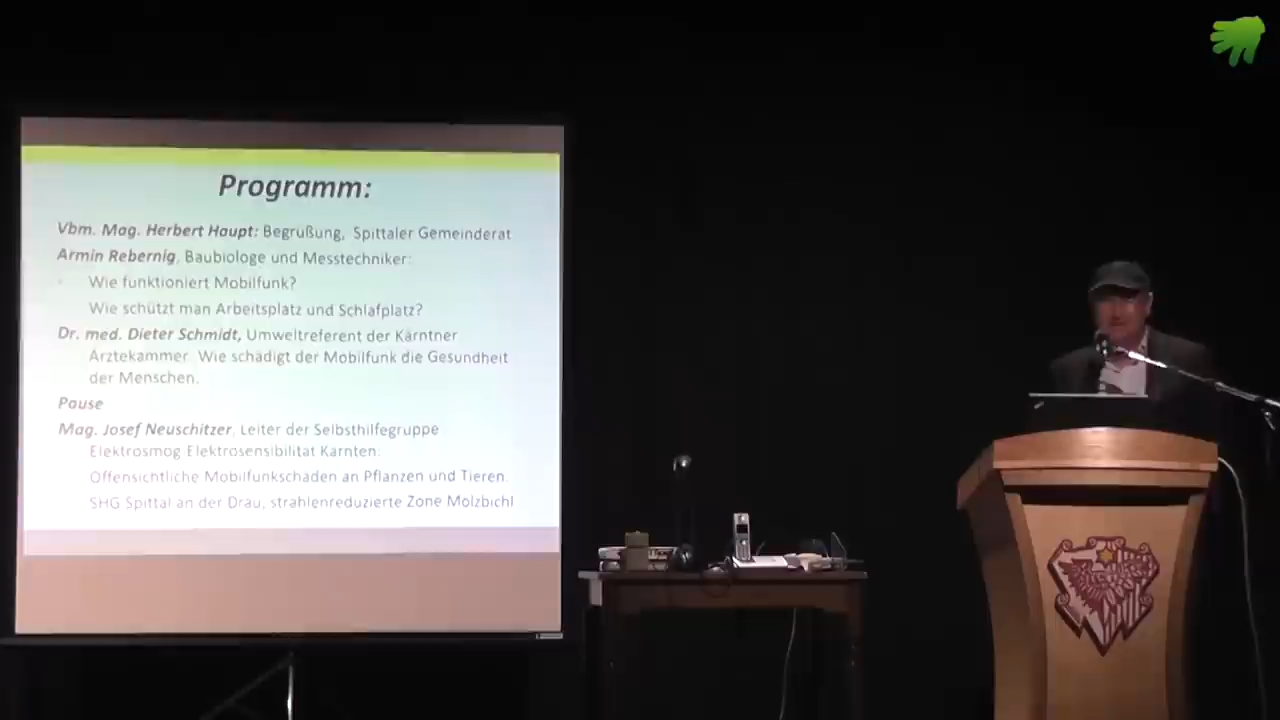 Programm:
Vbm. Mag. Herbert Haupt: Begrußung, Spittaler Gemeinderat
Armin Rebernig, Baubiologe und Messtechniker:
Wie funktioniert Mobilfunk?
Wie schützt man Arbeitsplatz und Schlafplatz?
Dr. med. Dieter Schmidt, Umweltreferent der Kärntner
Ärztekammer Wie schädigt der Mobilfunk die Gesundheit
der Menschen.
Pause
Mag. Josef Neuschitzer, Leiter der Selbsthilfegruppe
Elektrosmog Elektrosensibilität Kärnten:
Offensichtliche Mobilfunkschäden an Pflanzen und Tieren.
SHG Spittal an der Drau, strahlenreduzierte Zone Molzbichl